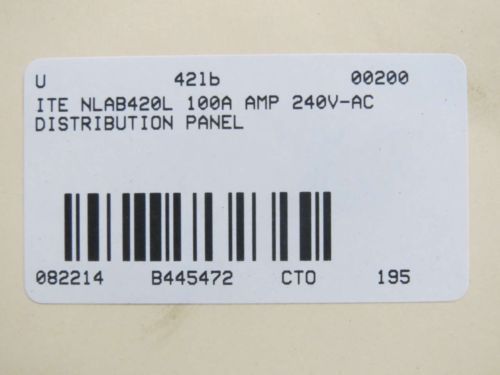 U 421b 00200
ITE NLAB420L 100A AMP 240V-AC
DISTRIBUTION PANEL
082214 B445472 CTO 195